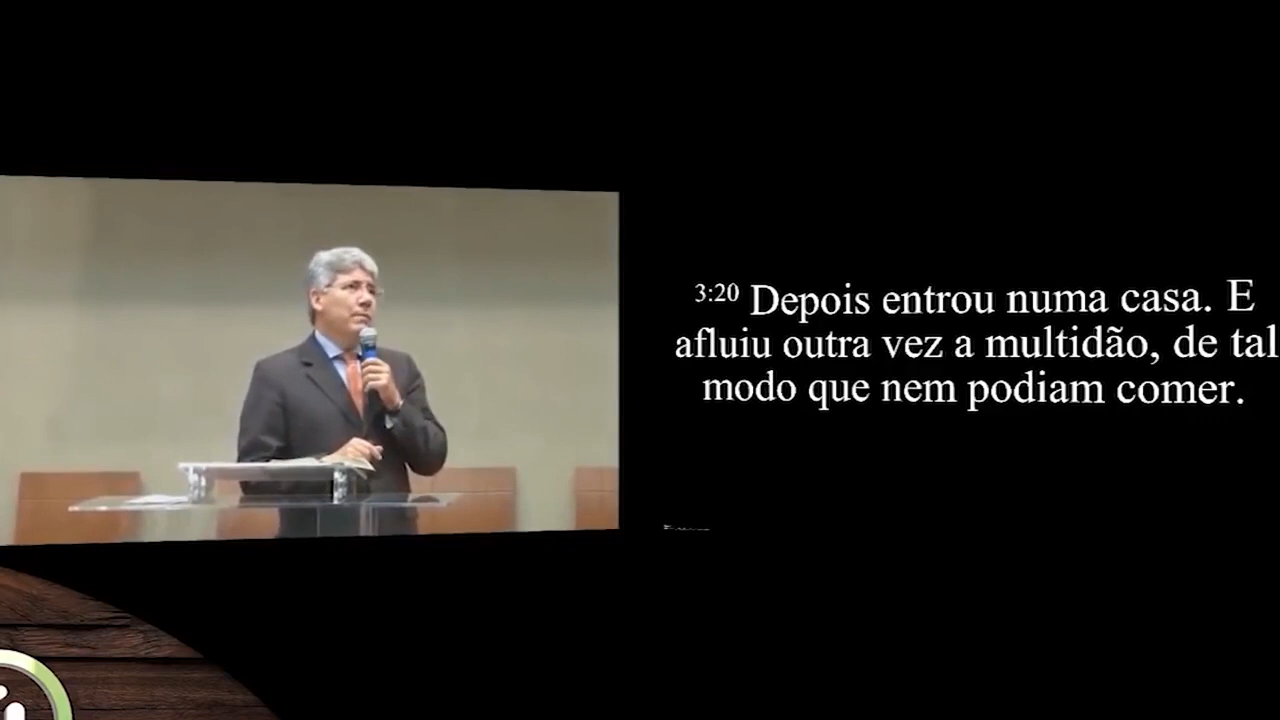 3:20 Depois entrou numa casa. E
afluiu outra vez a multidão, de tal
modo que nem podiam comer.